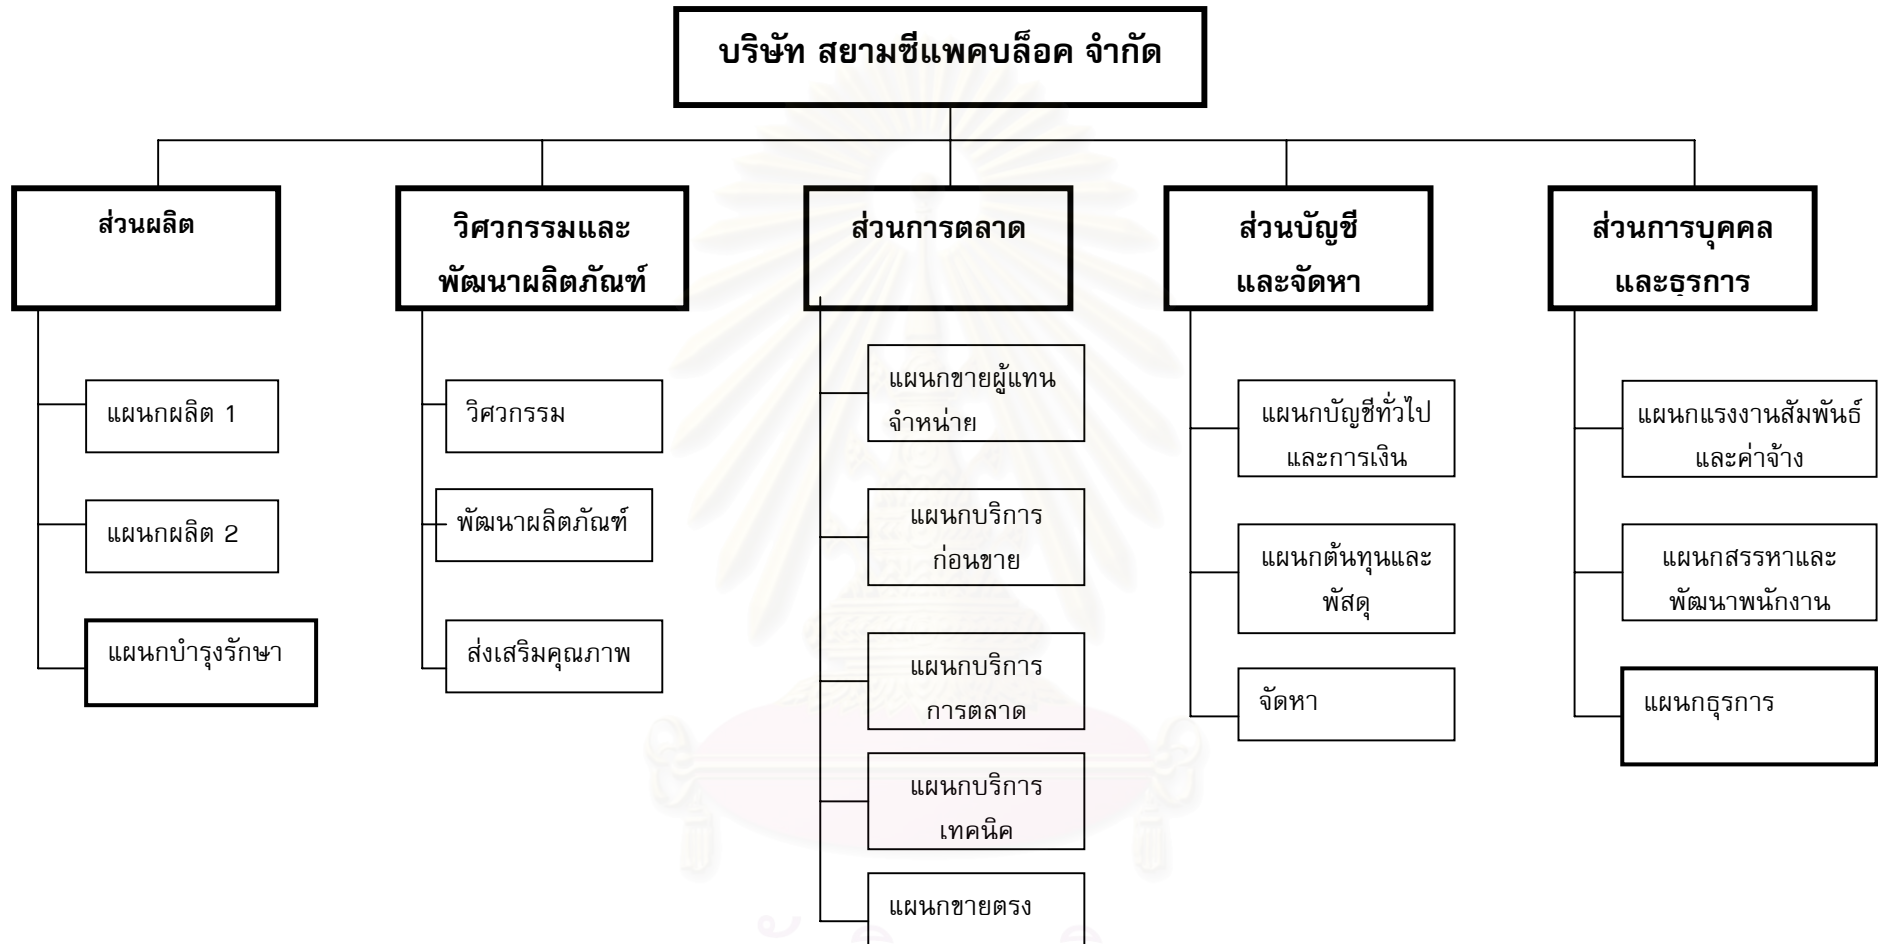 บริษัท สยามซีแพคบล็อค จำกัด
ส่วนผลิต
แผนกผลิต 1
แผนกผลิต 2
แผนกบำรุงรักษา
วิศวกรรมและ
พัฒนาผลิตภัณฑ์
วิศวกรรม
พัฒนาผลิตภัณฑ์
ส่งเสริมคุณภาพ
ส่วนการตลาด
แผนกขายผู้แทน
จำหน่าย
แผนกบริการ
ก่อนขาย
แผนกบริการ
การตลาด
แผนกบริการ
เทคนิค
แผนกขายตรง
ส่วนบัญชี
และจัดหา
แผนกบัญชีทั่วไป
และการเงิน
แผนกต้นทุนและ
พัสดุ
จัดหา
ส่วนการบุคคล
และธุรการ
แผนกแรงงานสัมพันธ์
และค่าจ้าง
แผนกสรรหาและ
พัฒนาพนักงาน
แผนกธุรการ